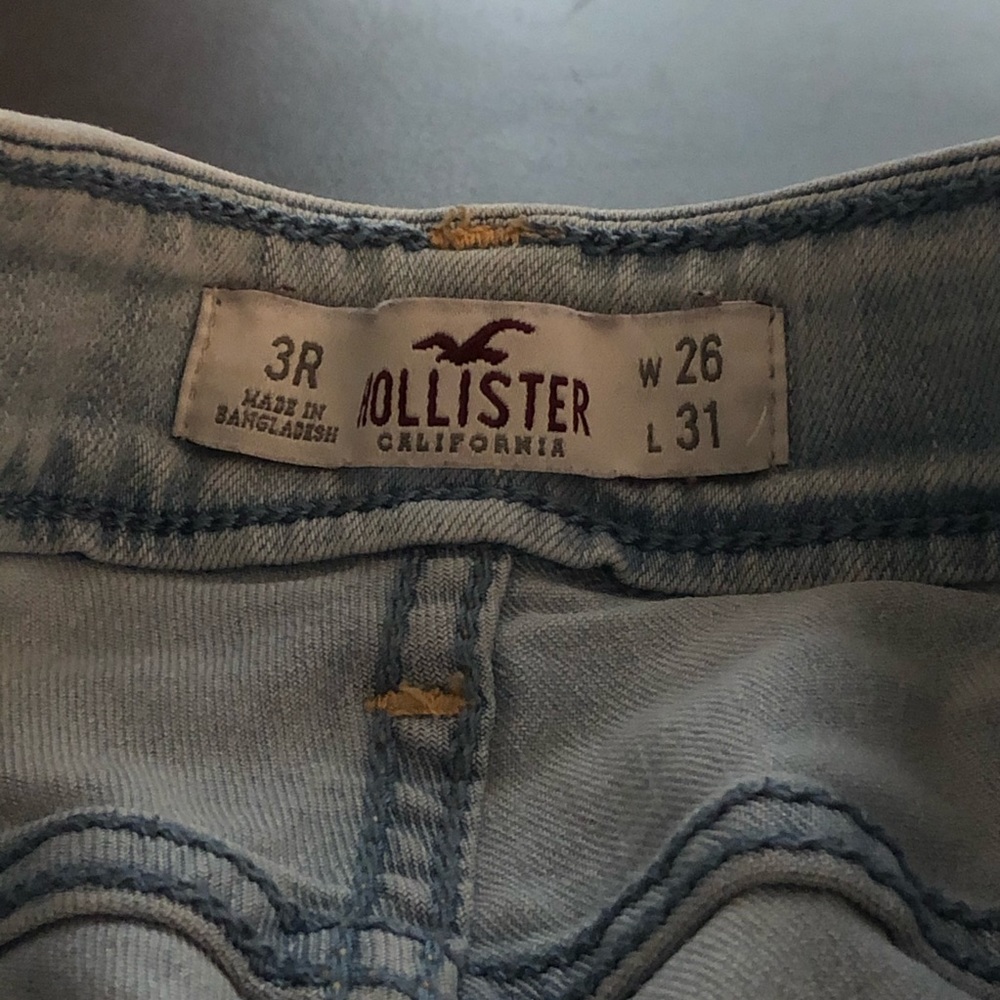 3R
MADE IN
BANGLADESH
HOLLISTER
CALIFORNIA
W 26
L 31